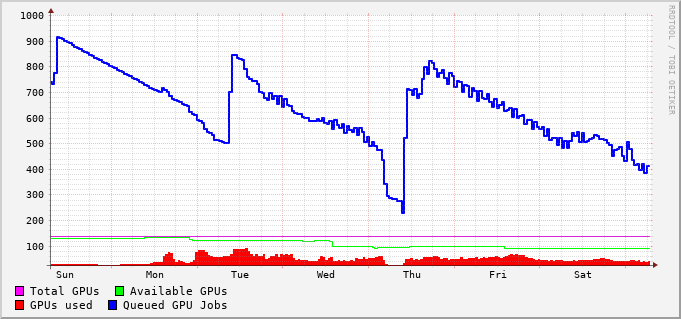 1000
900
800
700
600
500
400
300
200
100
Sun Mon Tue Wed Thu Fri Sat
Total GPUs Available GPUs
GPUs used Queued GPU Jobs
RRDTOOL / TOBI OETIKER